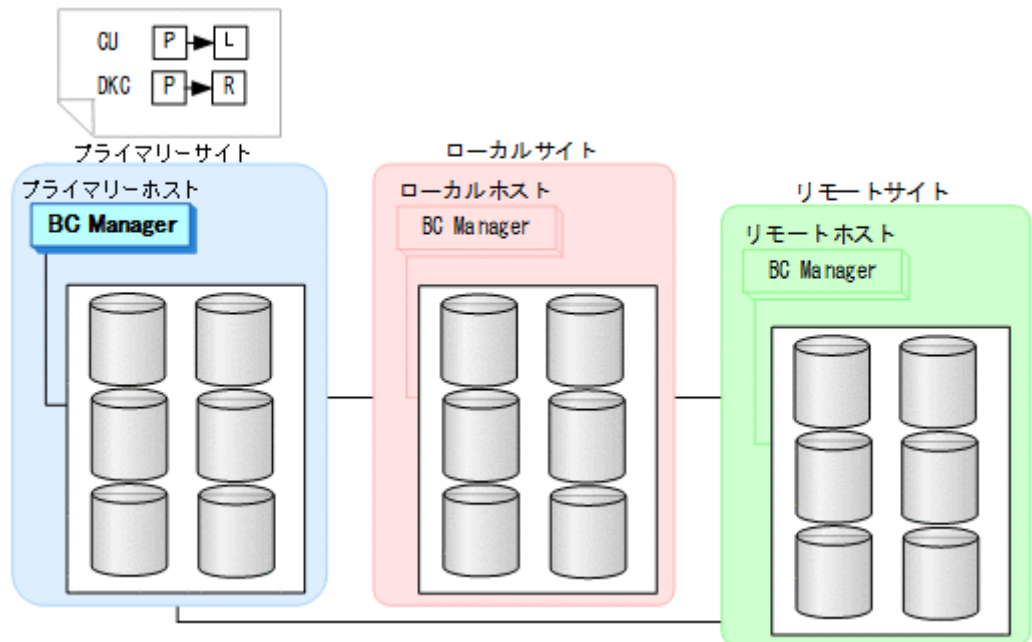 CU P L
DKC P R
プライマリーサイト
プライマリーホスト
BC Manager
ローカルサイト
ローカルホスト
BC Manager
リモートサイト
リモートホスト
BC Manager